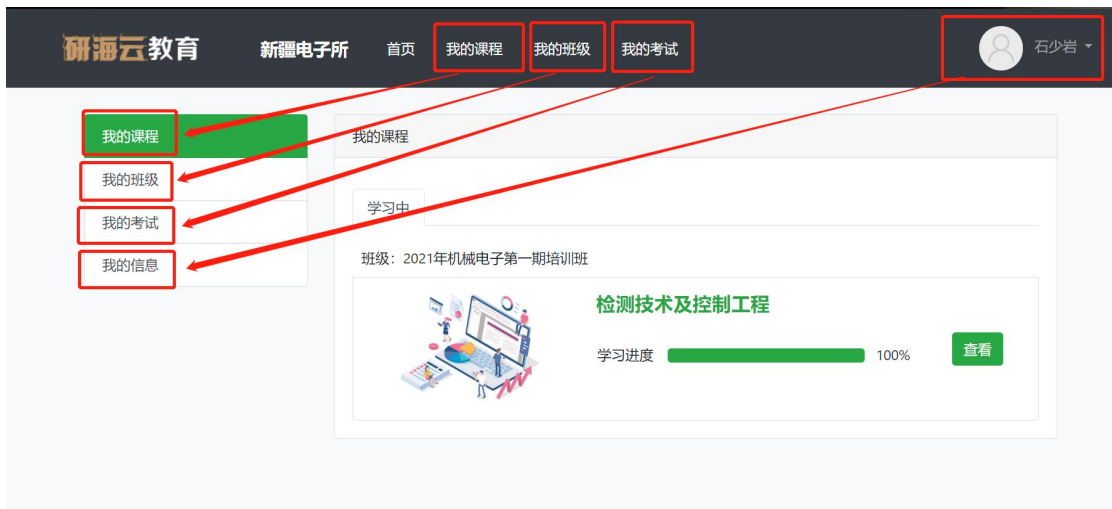 研海云教育 新疆电子所 首页 我的课程 我的班级 我的考试 石少岩
我的课程
我的班级
我的考试
我的信息
我的课程
学习中
班级：2021年机械电子第一期培训班
检测技术及控制工程
学习进度 100% 查看